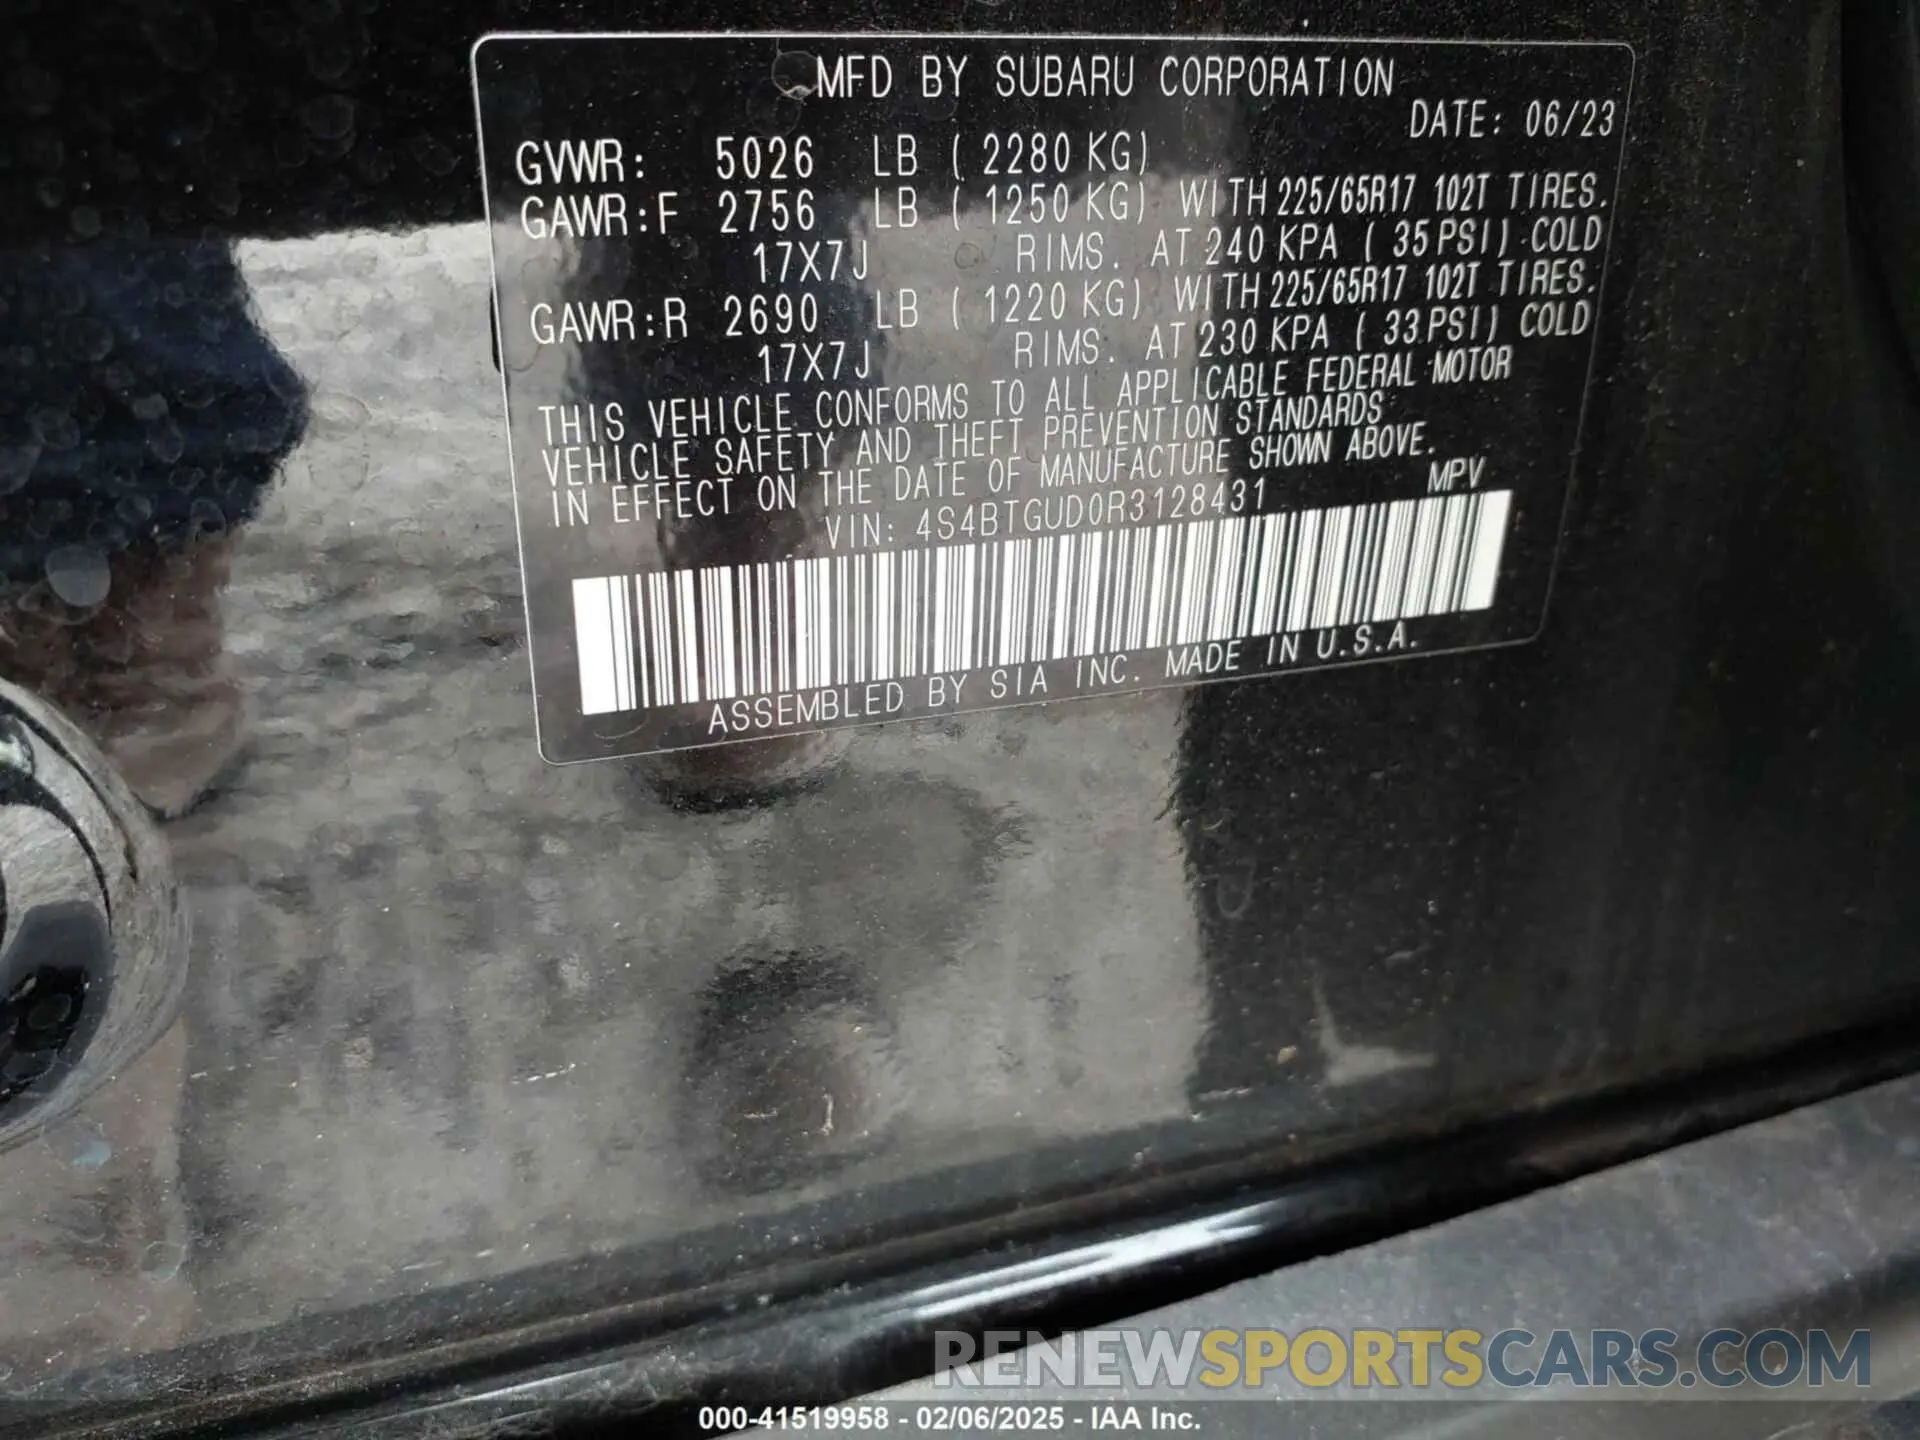 MFD BY SUBARU CORPORATION
DATE: 06/23
GVWR: 5026 LB ( 2280 KG)
GAWR:F 2756 LB ( 1250 KG) WITH 225/65R17 102T TIRES.
17X7J RIMS. AT 240 KPA ( 35 PSI) COLD
GAWR:R 2690 LB ( 1220 KG) WITH 225/65R17 102T TIRES.
17X7J RIMS. AT 230 KPA ( 33 PSI) COLD
THIS VEHICLE CONFORMS TO ALL APPLICABLE FEDERAL MOTOR
VEHICLE SAFETY AND THEFT PREVENTION STANDARDS
IN EFFECT ON THE DATE OF MANUFACTURE SHOWN ABOVE.
VIN: 4S4BTGUD0R3128431 MPV
ASSEMBLED BY SIA INC. MADE IN U.S.A.
RENEWSPORTSCARS.COM
000-41519958 - 02/06/2025 - IAA Inc.